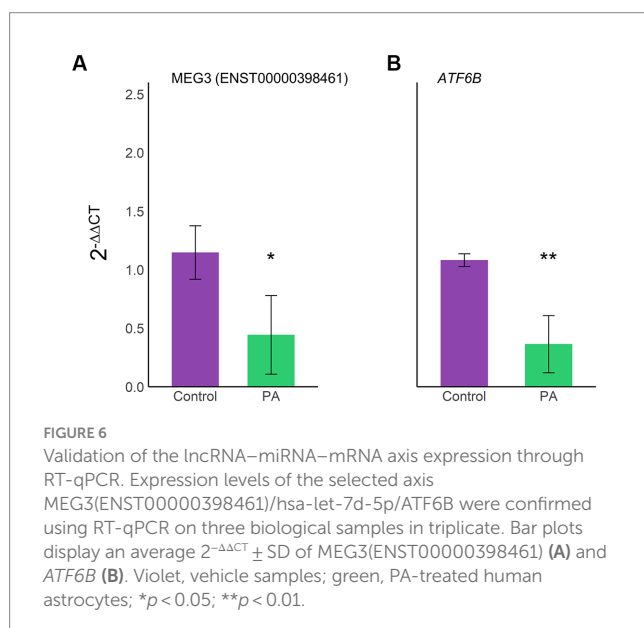 A
MEG3 (ENST00000398461)
2.5
2.0
1.5
1.0
0.5
0.0
2-ΔΔCT
*
Control
PA
B
ATF6B
**
Control
PA
FIGURE 6
Validation of the lncRNA–miRNA–mRNA axis expression through
RT-qPCR. Expression levels of the selected axis
MEG3(ENST00000398461)/hsa-let-7d-5p/ATF6B were confirmed
using RT-qPCR on three biological samples in triplicate. Bar plots
display an average 2−ΔΔCT ± SD of MEG3(ENST00000398461) (A) and
ATF6B (B). Violet, vehicle samples; green, PA-treated human
astrocytes; *p < 0.05; **p < 0.01.